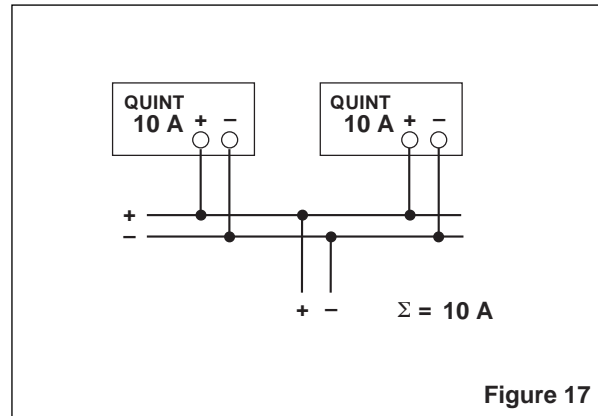 QUINT QUINT
10 A + − 10 A + −
+
−
+ − Σ = 10 A
Figure 17